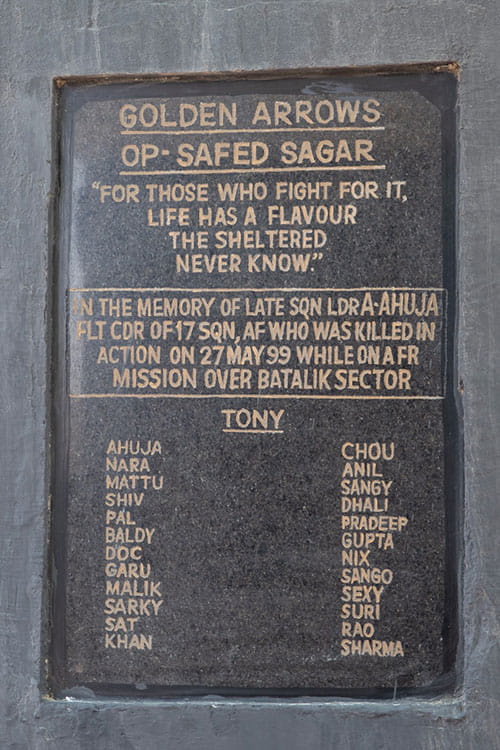 GOLDEN ARROWS
OP-SAFED SAGAR
"FOR THOSE WHO FIGHT FOR IT,
LIFE HAS A FLAVOUR
THE SHELTERED
NEVER KNOW."
IN THE MEMORY OF LATE SQN LDR A-AHUJA
FLT CDR OF 17 SQN, AF WHO WAS KILLED IN
ACTION ON 27 MAY 99 WHILE ON A FR
MISSION OVER BATALIK SECTOR
TONY
AHUJA
NARA
MATTU
SHIV
PAL
BALDY
DOC
GARU
MALIK
SARKY
SAT
KHAN
CHOU
ANIL
SANGY
DHALI
PRADEEP
GUPTA
NIX
SANGO
SEXY
SURI
RAO
SHARMA